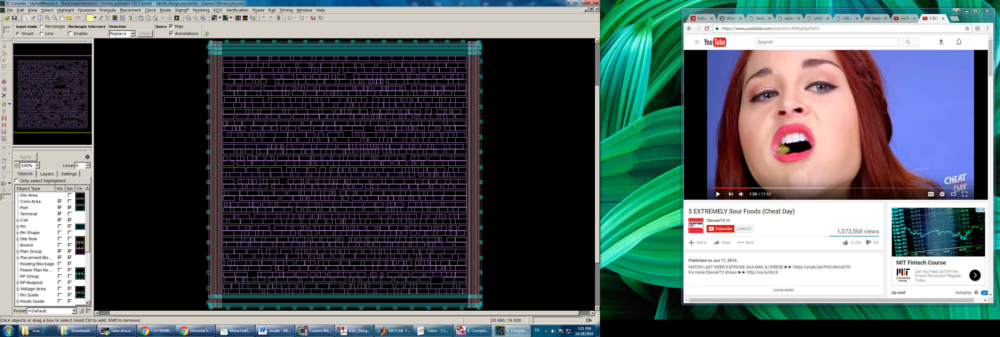 IC Compiler - LayoutWindow.3 - Block Implementation - motion_estimator.CEL;3 [write]    Lib:me_design.mw [write] - [Layout.3]@nano.sfsu.edu
File Edit View Select Highlight Floorplan Preroute Placement Clock Route Signoff Finishing ECO Verification Power Rail Timing Window Help
Input mode Rectangle Rectangle Intersect Selection Query Map
Smart Line Enable Replace Clear Annotations
Apply
100% Level 0
Objects Layers Settings
Only select highlighted
Object Type Vis. Sel. Clr.
Die Area
Core Area
Port
Terminal
Cell
Pin
Pin Shape
Site Row
Bound
Plan Group
Placement Blo...
Routing Blockage
Power Plan Re...
RP Group
RP Keepout
Voltage Area
Pin Guide
Route Guide
Preset Default
0
Click objects or drag a box to select (Hold Ctrl to add, Shift to remove)
20.680, 74.028
mux Downloads nano.sfsu.e... 5 EXTREME... Universal S... MobaTextE... results - Mi... Custom Wa... ASIC_Desig... MATLAB 7.... Editor - C:\... IC Compile... IC Compile... EN
5:51 PM
10/28/2016
Pytho Writin Verilo verilo LN03 CSE 2 Verilo He Pu 5 EXT
https://www.youtube.com/watch?v=IMRpk8yOkEU
YouTube Search
CHEAT
DAY
1:50 / 11:53
CC
5 EXTREMELY Sour Foods (Cheat Day)
CLEVVER
TV
ClevverTV
Subscribe 2,058,222
1,073,568 views
Add to Share More 21,220 247
Published on Jun 11, 2016
WATCH LAST WEEK'S EPISODE AKA MAC & CHEESE ►► https://youtu.be/PDGJ6rm4V70
For more ClevverTV shows ►► http://ow.ly/ktrcX
SHOW MORE
13:00 14:00 15:00
MIT Fintech Course
Experimental
Learning
Can You Keep Up With the
Fintech Revolution? Register
Today.
Up next Autoplay